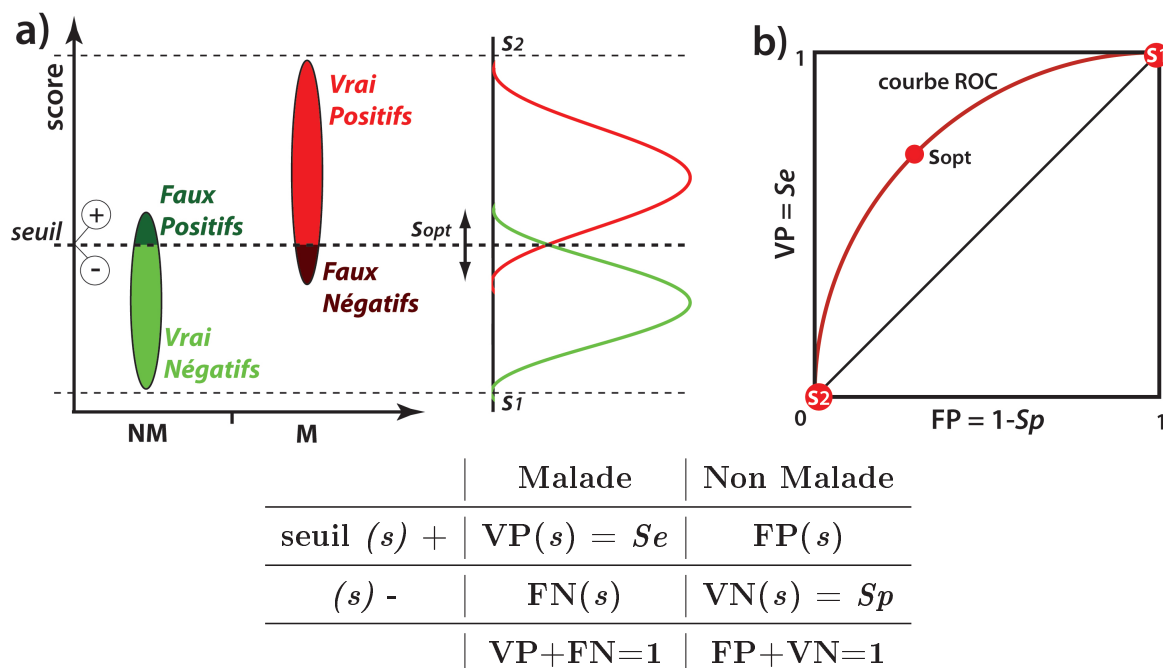 a)
score
seuil
+
-
Faux
Positifs
Vrai
Négatifs
Vrai
Positifs
Faux
Négatifs
NM
M
S2
Sopt
S1
b)
1
courbe ROC
S1
Sopt
VP = Se
S2
0
FP = 1-Sp
1
Malade Non Malade
seuil (s) + VP(s) = Se FP(s)
(s) - FN(s) VN(s) = Sp
VP+FN=1 FP+VN=1